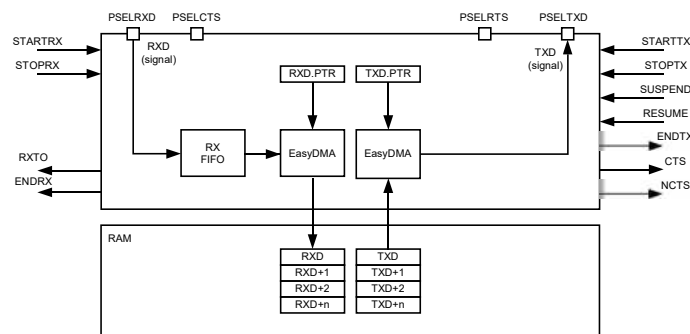 PSELRXD PSELCTS PSELRTS PSELTXD
STARTRX
STOPRX
RXD
(signal)
TXD
(signal)
STARTTX
STOPTX
SUSPEND
RESUME
ENDTX
CTS
NCTS
RXD.PTR TXD.PTR
RX
FIFO
EasyDMA EasyDMA
RXTO
ENDRX
RAM
RXD TXD
RXD+1 TXD+1
RXD+2 TXD+2
RXD+n TXD+n